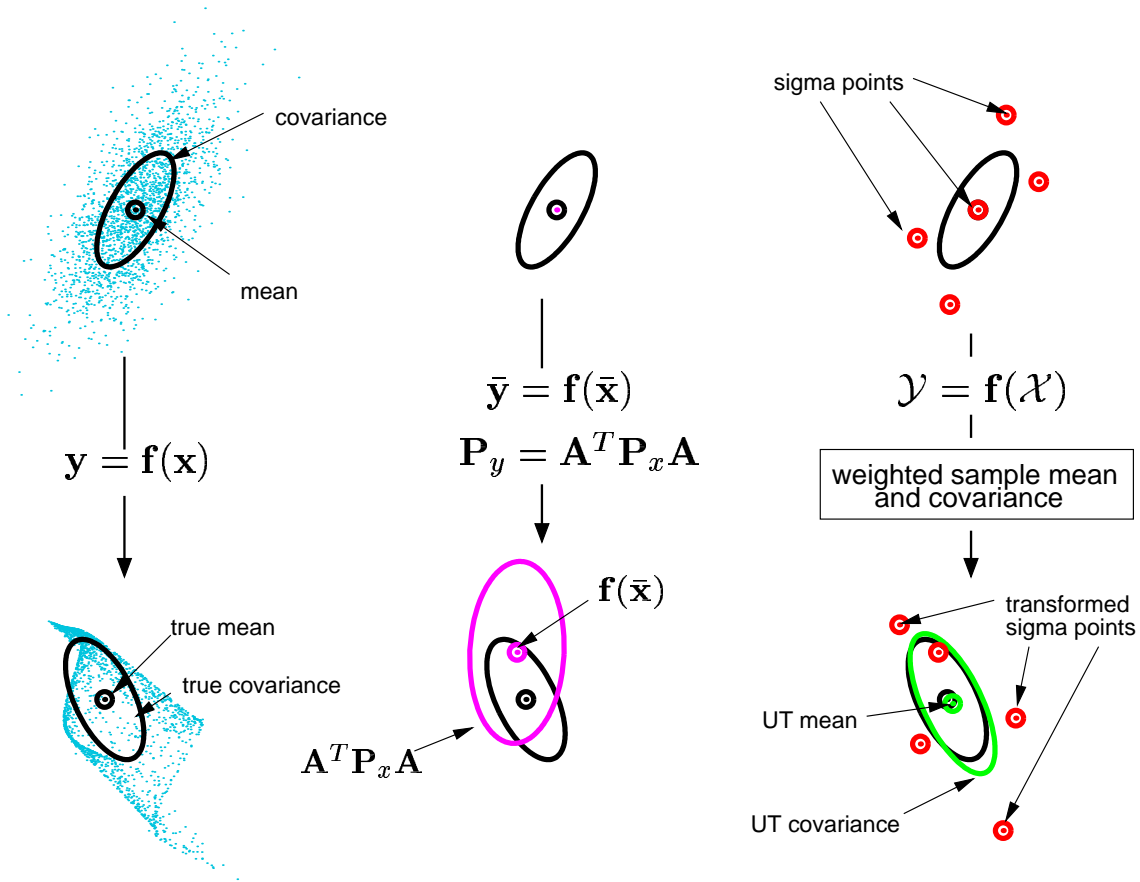 covariance
mean
y = f(x)
true mean
true covariance
ȳ = f(x̄)
P_y = A^T P_x A
f(x̄)
A^T P_x A
sigma points
𝒴 = f(𝒳)
weighted sample mean
and covariance
transformed
sigma points
UT mean
UT covariance